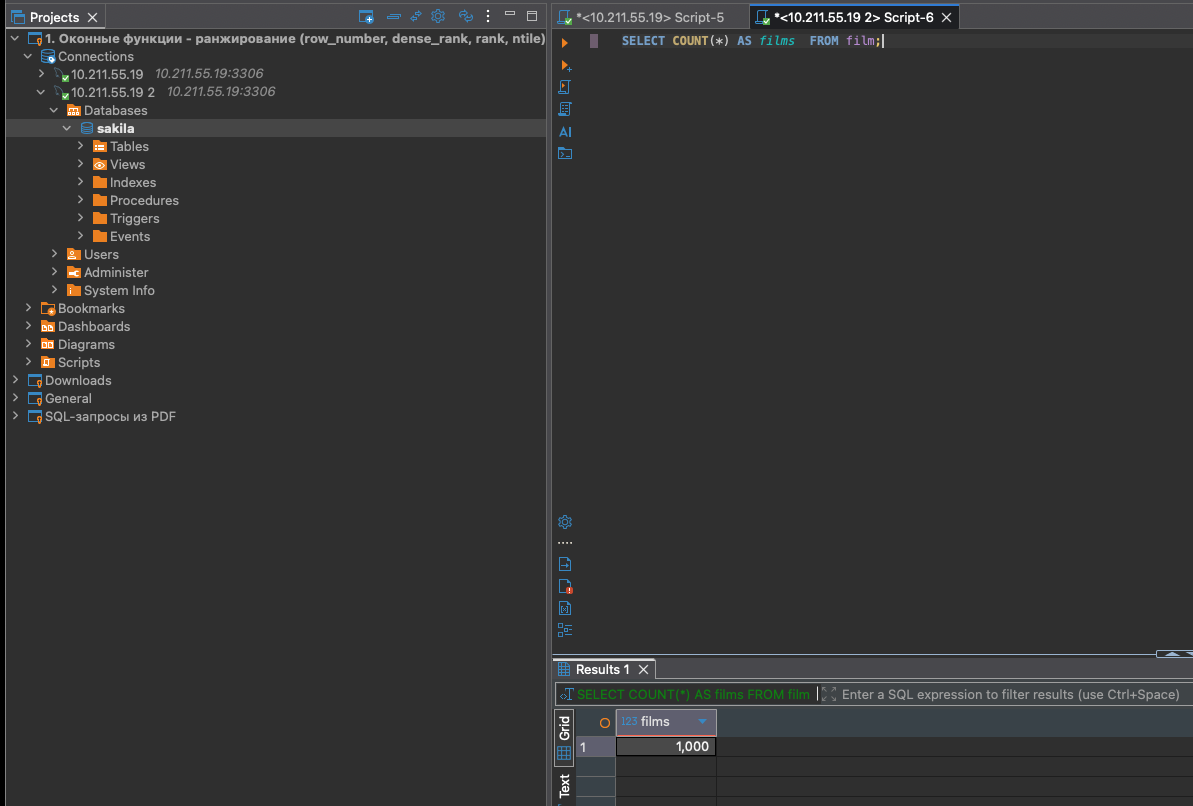 Projects
1. Оконные функции - ранжирование (row_number, dense_rank, rank, ntile)
Connections
10.211.55.19 10.211.55.19:3306
10.211.55.19 2 10.211.55.19:3306
Databases
sakila
Tables
Views
Indexes
Procedures
Triggers
Events
Users
Administer
System Info
Bookmarks
Dashboards
Diagrams
Scripts
Downloads
General
SQL-запросы из PDF
*<10.211.55.19> Script-5
*<10.211.55.19 2> Script-6
SELECT COUNT(*) AS films FROM film;
AI
Results 1
SELECT COUNT(*) AS films FROM film
Enter a SQL expression to filter results (use Ctrl+Space)
Grid
Text
123 films
1 1,000